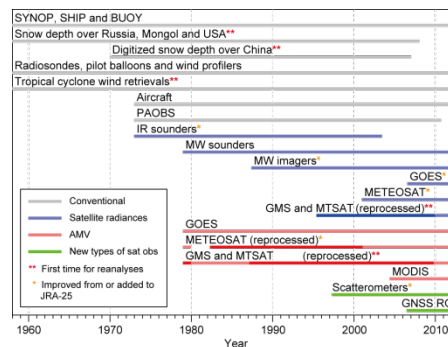 SYNOP, SHIP and BUOY
Snow depth over Russia, Mongol and USA**
Digitized snow depth over China**
Radiosondes, pilot balloons and wind profilers
Tropical cyclone wind retrievals**
Aircraft
PAOBS
IR sounders*
MW sounders
MW imagers*
GOES*
METEOSAT*
GMS and MTSAT (reprocessed)**
Conventional
Satellite radiances
AMV
New types of sat obs
** First time for reanalyses
* Improved from or added to
JRA-25
GOES
METEOSAT (reprocessed)*
GMS and MTSAT (reprocessed)**
MODIS
Scatterometers*
GNSS RO
1960 1970 1980 1990 2000 2010
Year